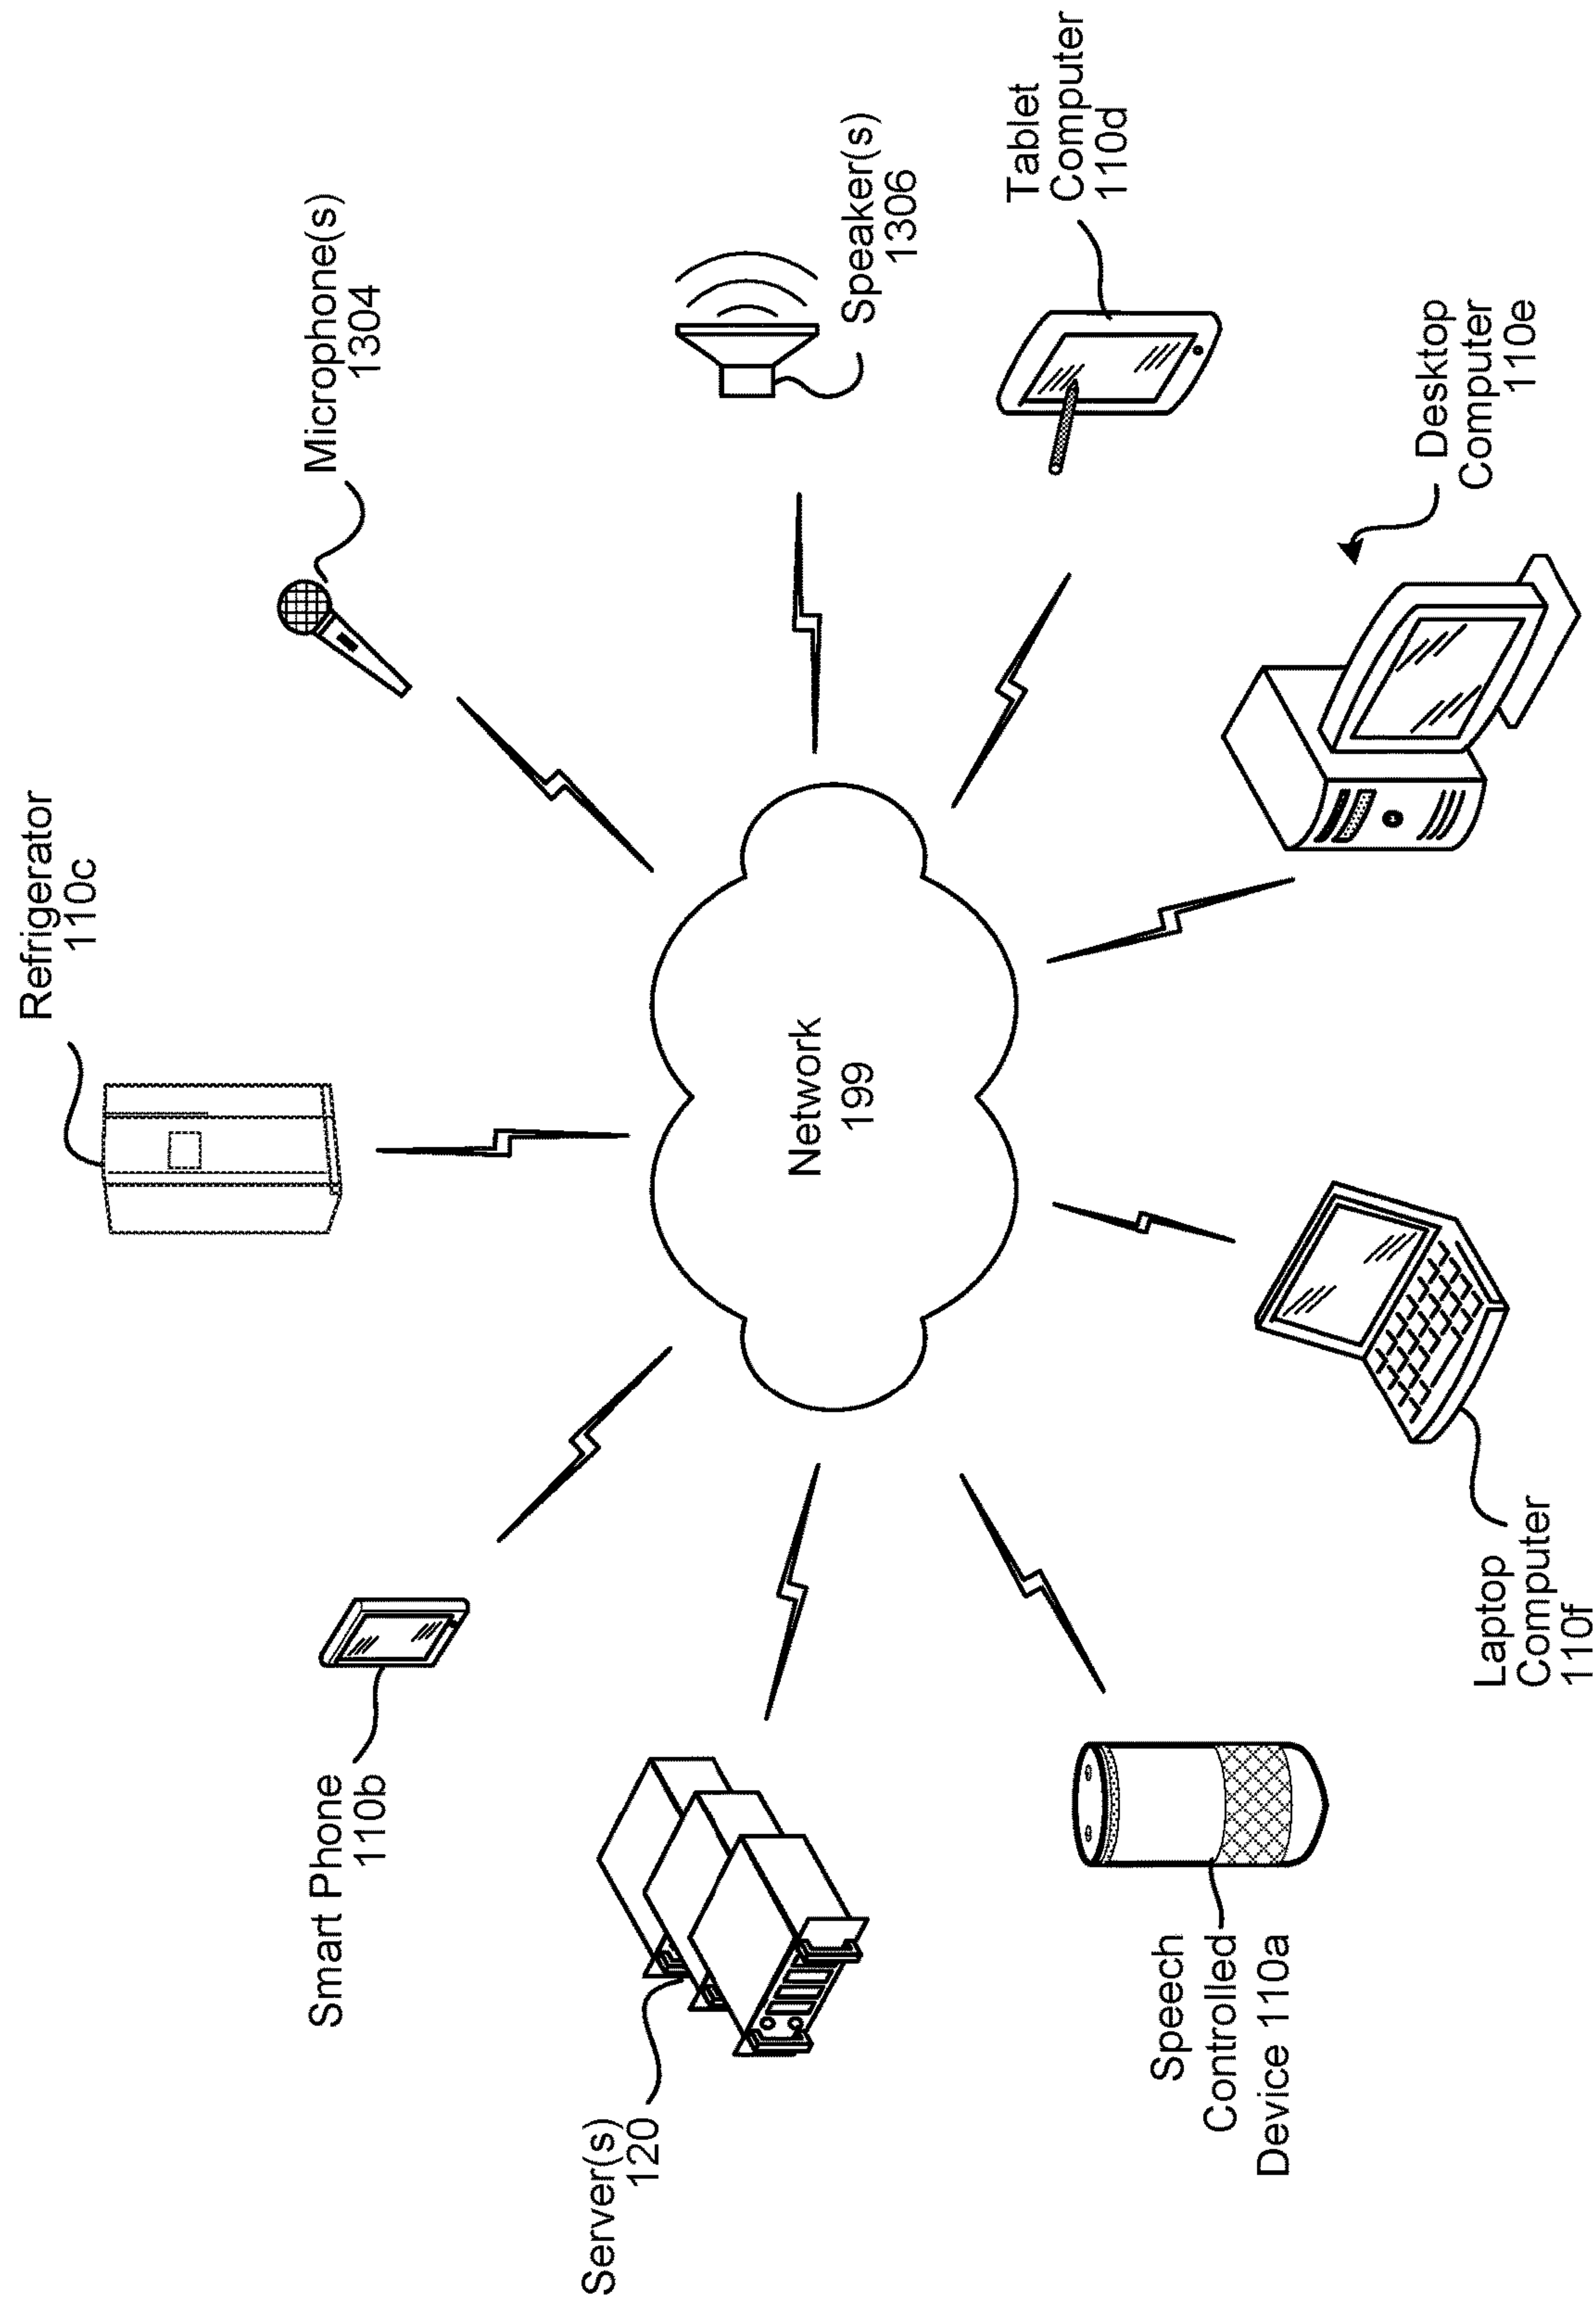 Refrigerator
110c
Microphone(s)
1304
Smart Phone
110b
Speaker(s)
1306
Server(s)
120
Network
199
Tablet
Computer
110d
Speech
Controlled
Device 110a
Desktop
Computer
110e
Laptop
Computer
110f